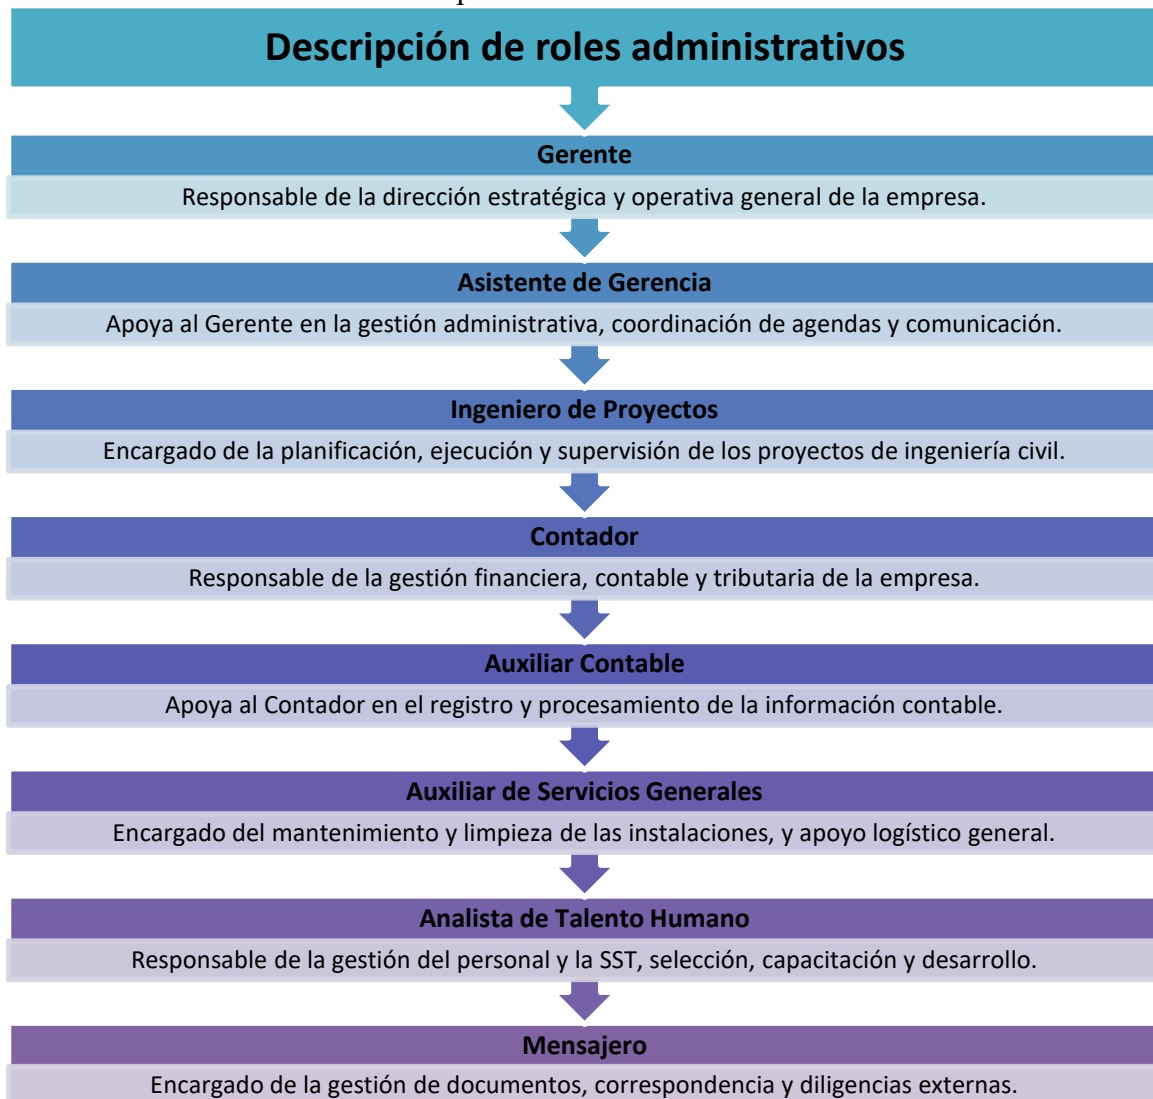 Descripción de roles administrativos
Gerente
Responsable de la dirección estratégica y operativa general de la empresa.
Asistente de Gerencia
Apoya al Gerente en la gestión administrativa, coordinación de agendas y comunicación.
Ingeniero de Proyectos
Encargado de la planificación, ejecución y supervisión de los proyectos de ingeniería civil.
Contador
Responsable de la gestión financiera, contable y tributaria de la empresa.
Auxiliar Contable
Apoya al Contador en el registro y procesamiento de la información contable.
Auxiliar de Servicios Generales
Encargado del mantenimiento y limpieza de las instalaciones, y apoyo logístico general.
Analista de Talento Humano
Responsable de la gestión del personal y la SST, selección, capacitación y desarrollo.
Mensajero
Encargado de la gestión de documentos, correspondencia y diligencias externas.